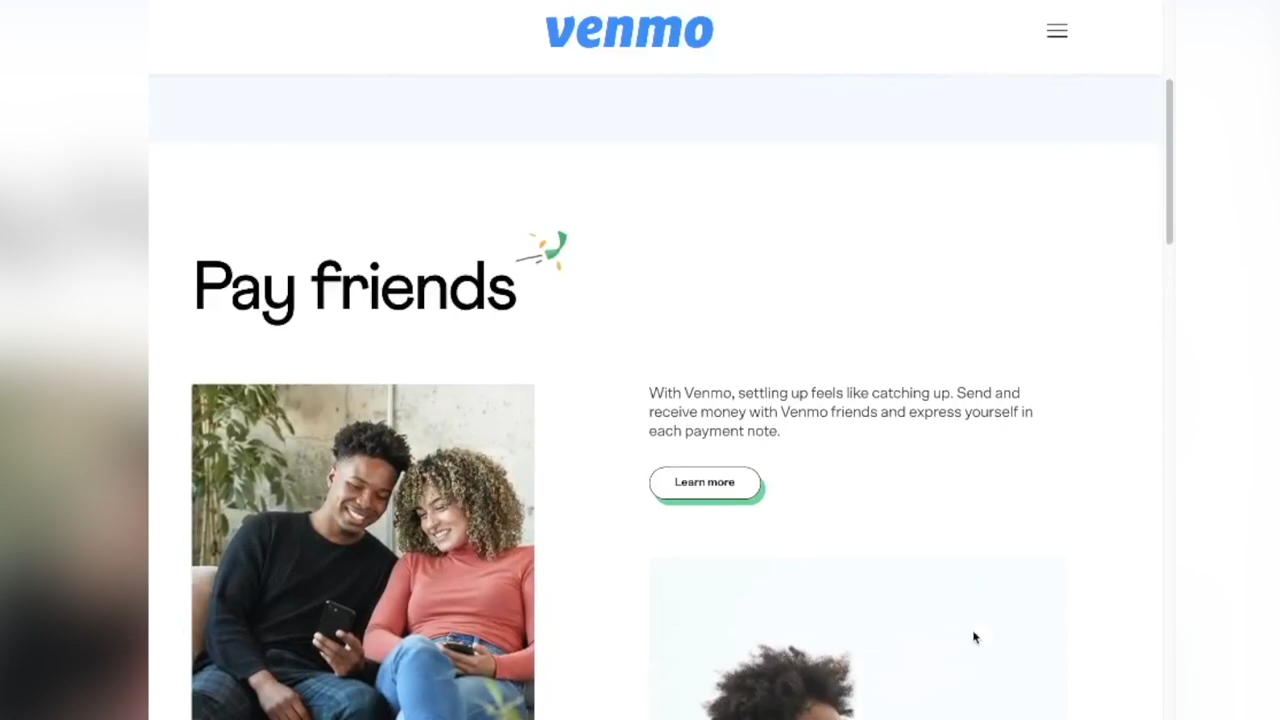 venmo
Pay friends
With Venmo, settling up feels like catching up. Send and
receive money with Venmo friends and express yourself in
each payment note.
Learn more